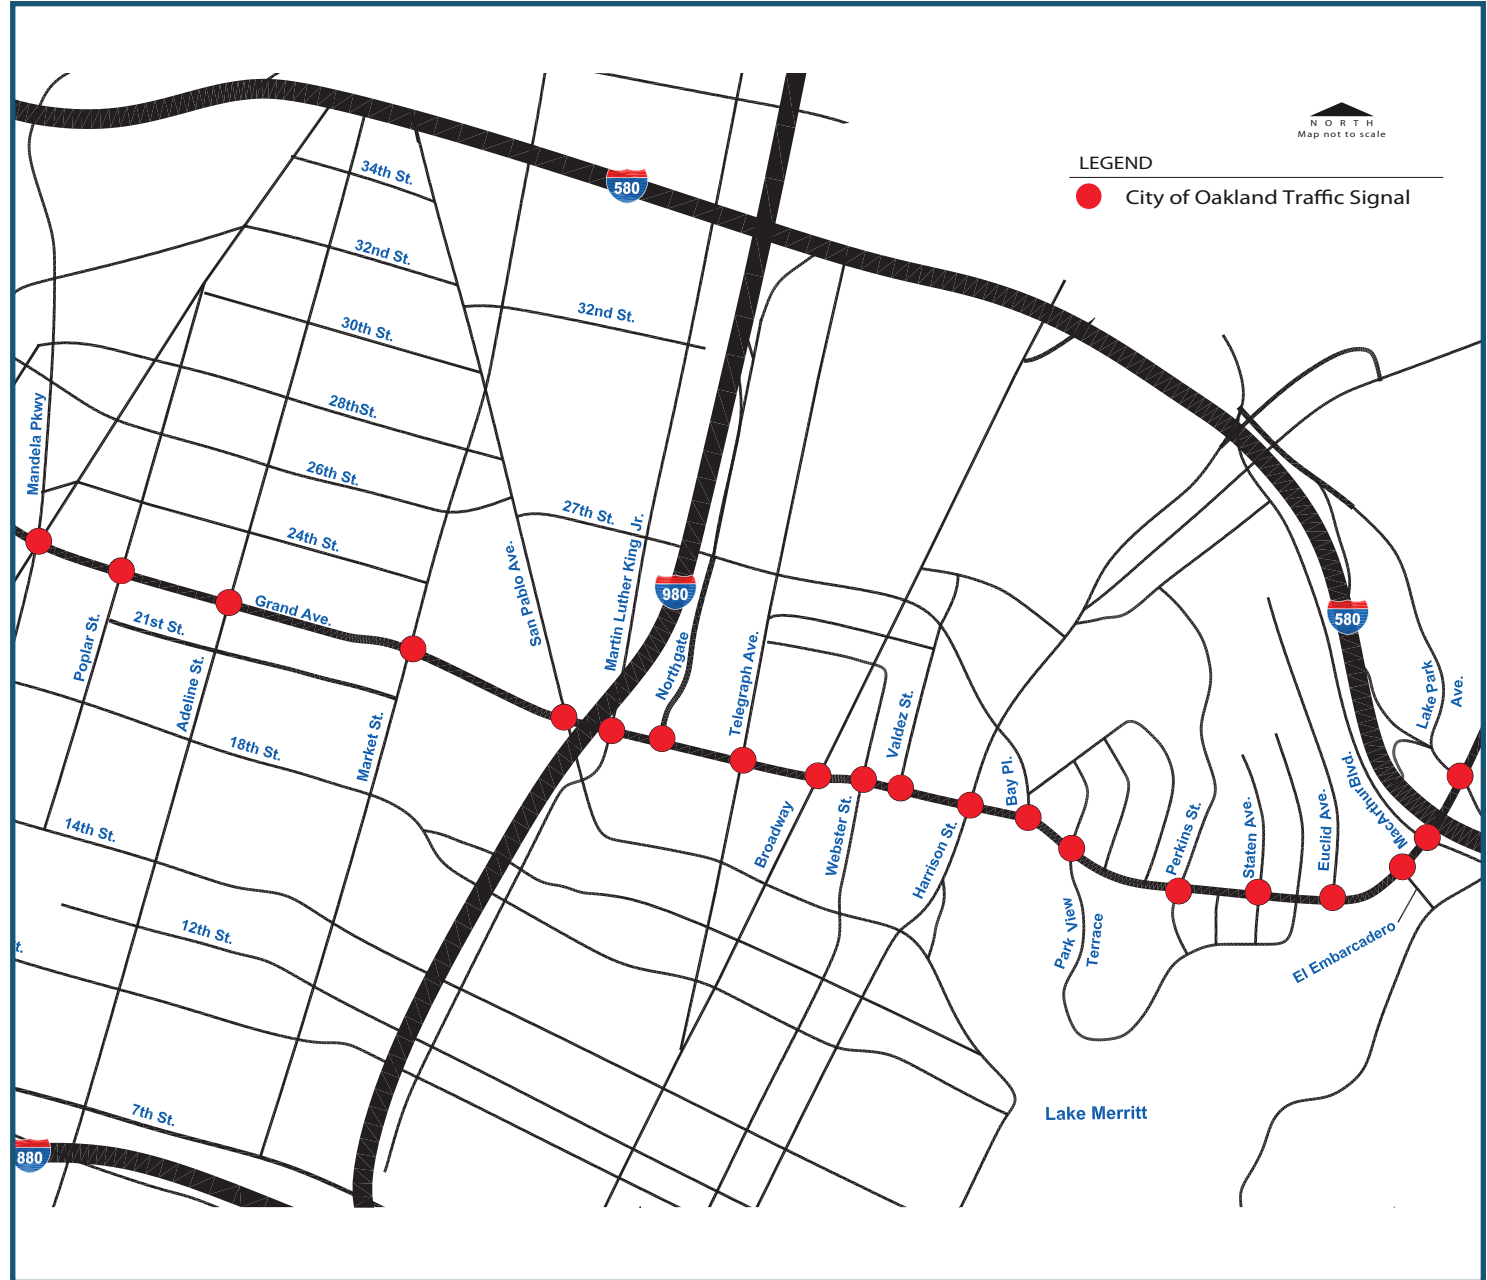 NORTH
Map not to scale
LEGEND
City of Oakland Traffic Signal
34th St.
580
32nd St.
32nd St.
30th St.
28thSt.
Mandela Pkwy
26th St.
27th St.
24th St.
San Pablo Ave.
Martin Luther King Jr.
980
Grand Ave.
21st St.
580
Poplar St.
Adeline St.
Northgate
Telegraph Ave.
Lake Park
Ave.
Market St.
18th St.
Valdez St.
Bay Pl.
MacArthur Blvd.
14th St.
Broadway
Webster St.
Harrison St.
Perkins St.
Staten Ave.
Euclid Ave.
12th St.
t.
Park View
Terrace
El Embarcadero
7th St.
Lake Merritt
880